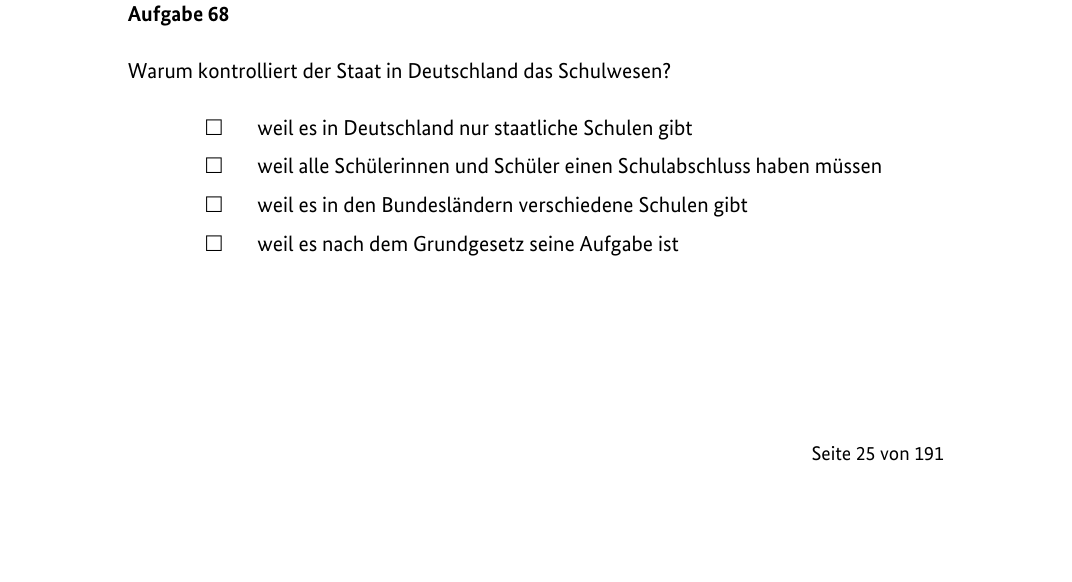 Aufgabe 68
Warum kontrolliert der Staat in Deutschland das Schulwesen?
☐ weil es in Deutschland nur staatliche Schulen gibt
☐ weil alle Schülerinnen und Schüler einen Schulabschluss haben müssen
☐ weil es in den Bundesländern verschiedene Schulen gibt
☐ weil es nach dem Grundgesetz seine Aufgabe ist
Seite 25 von 191